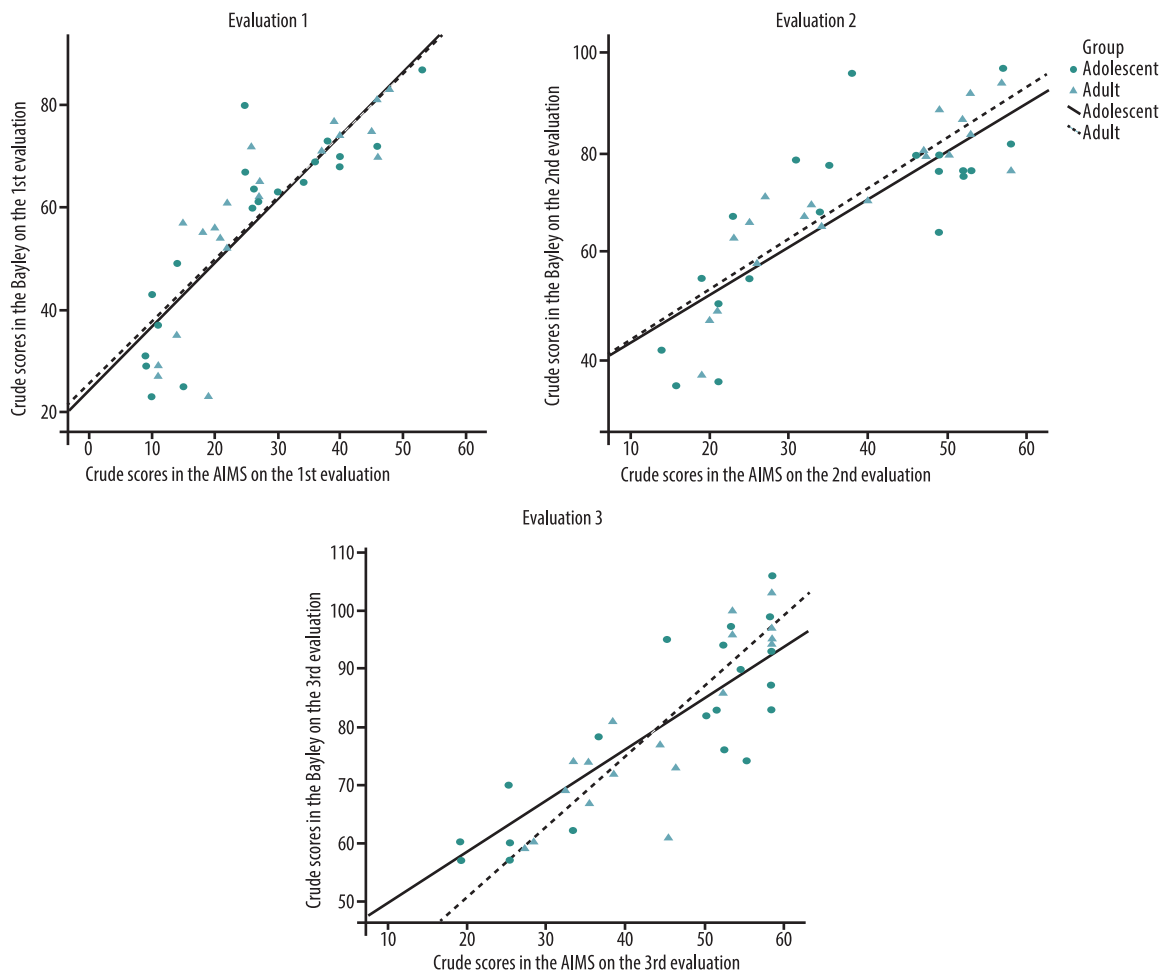 Evaluation 1
Crude scores in the Bayley on the 1st evaluation
80
60
40
20
0 10 20 30 40 50 60
Crude scores in the AIMS on the 1st evaluation
Evaluation 2
Crude scores in the Bayley on the 2nd evaluation
100
80
60
40
10 20 30 40 50 60
Crude scores in the AIMS on the 2nd evaluation
Group
Adolescent
Adult
Adolescent
Adult
Evaluation 3
Crude scores in the Bayley on the 3rd evaluation
110
100
90
80
70
60
50
10 20 30 40 50 60
Crude scores in the AIMS on the 3rd evaluation